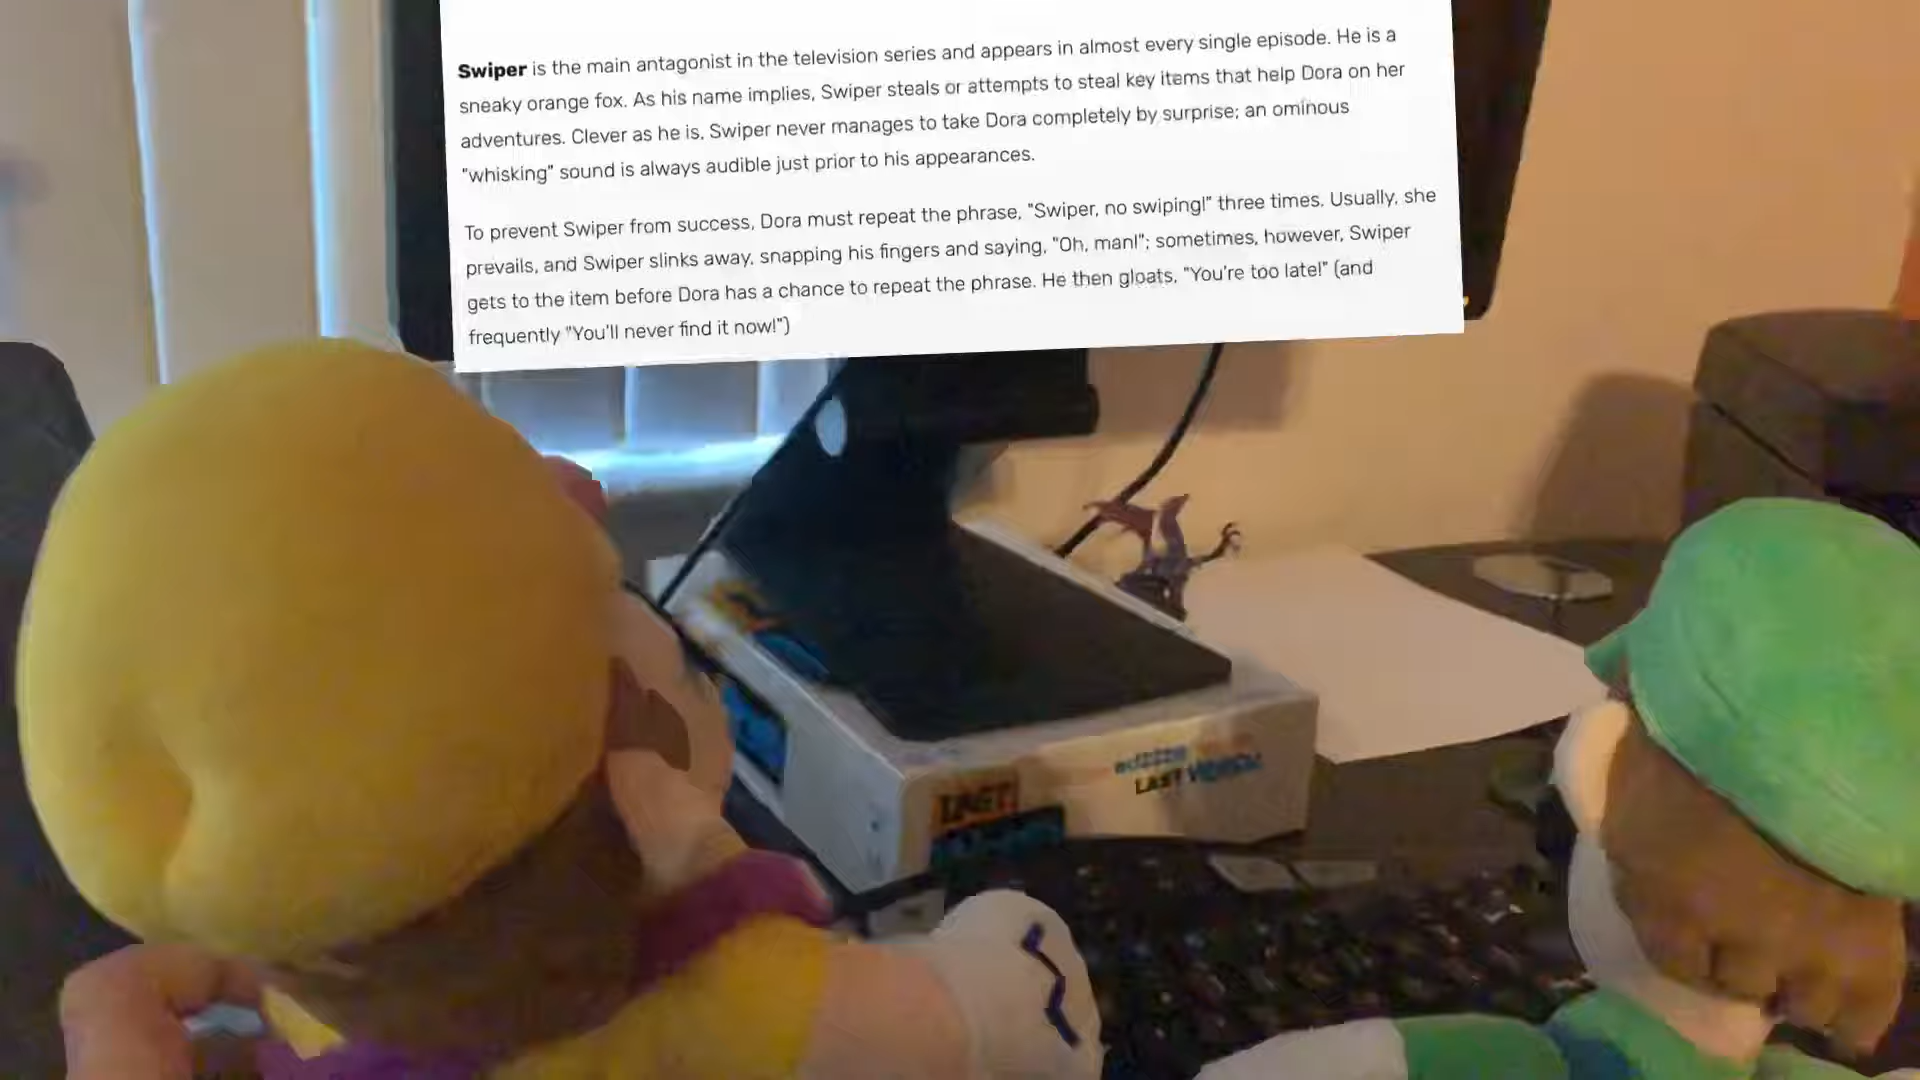 Swiper is the main antagonist in the television series and appears in almost every single episode. He is a
sneaky orange fox. As his name implies, Swiper steals or attempts to steal key items that help Dora on her
adventures. Clever as he is, Swiper never manages to take Dora completely by surprise; an ominous
"whisking" sound is always audible just prior to his appearances.
To prevent Swiper from success, Dora must repeat the phrase, "Swiper, no swiping!" three times. Usually, she
prevails, and Swiper slinks away, snapping his fingers and saying, "Oh, man!"; sometimes, however, Swiper
gets to the item before Dora has a chance to repeat the phrase. He then gloats, "You're too late!" (and
frequently "You'll never find it now!")
LAST
LAST